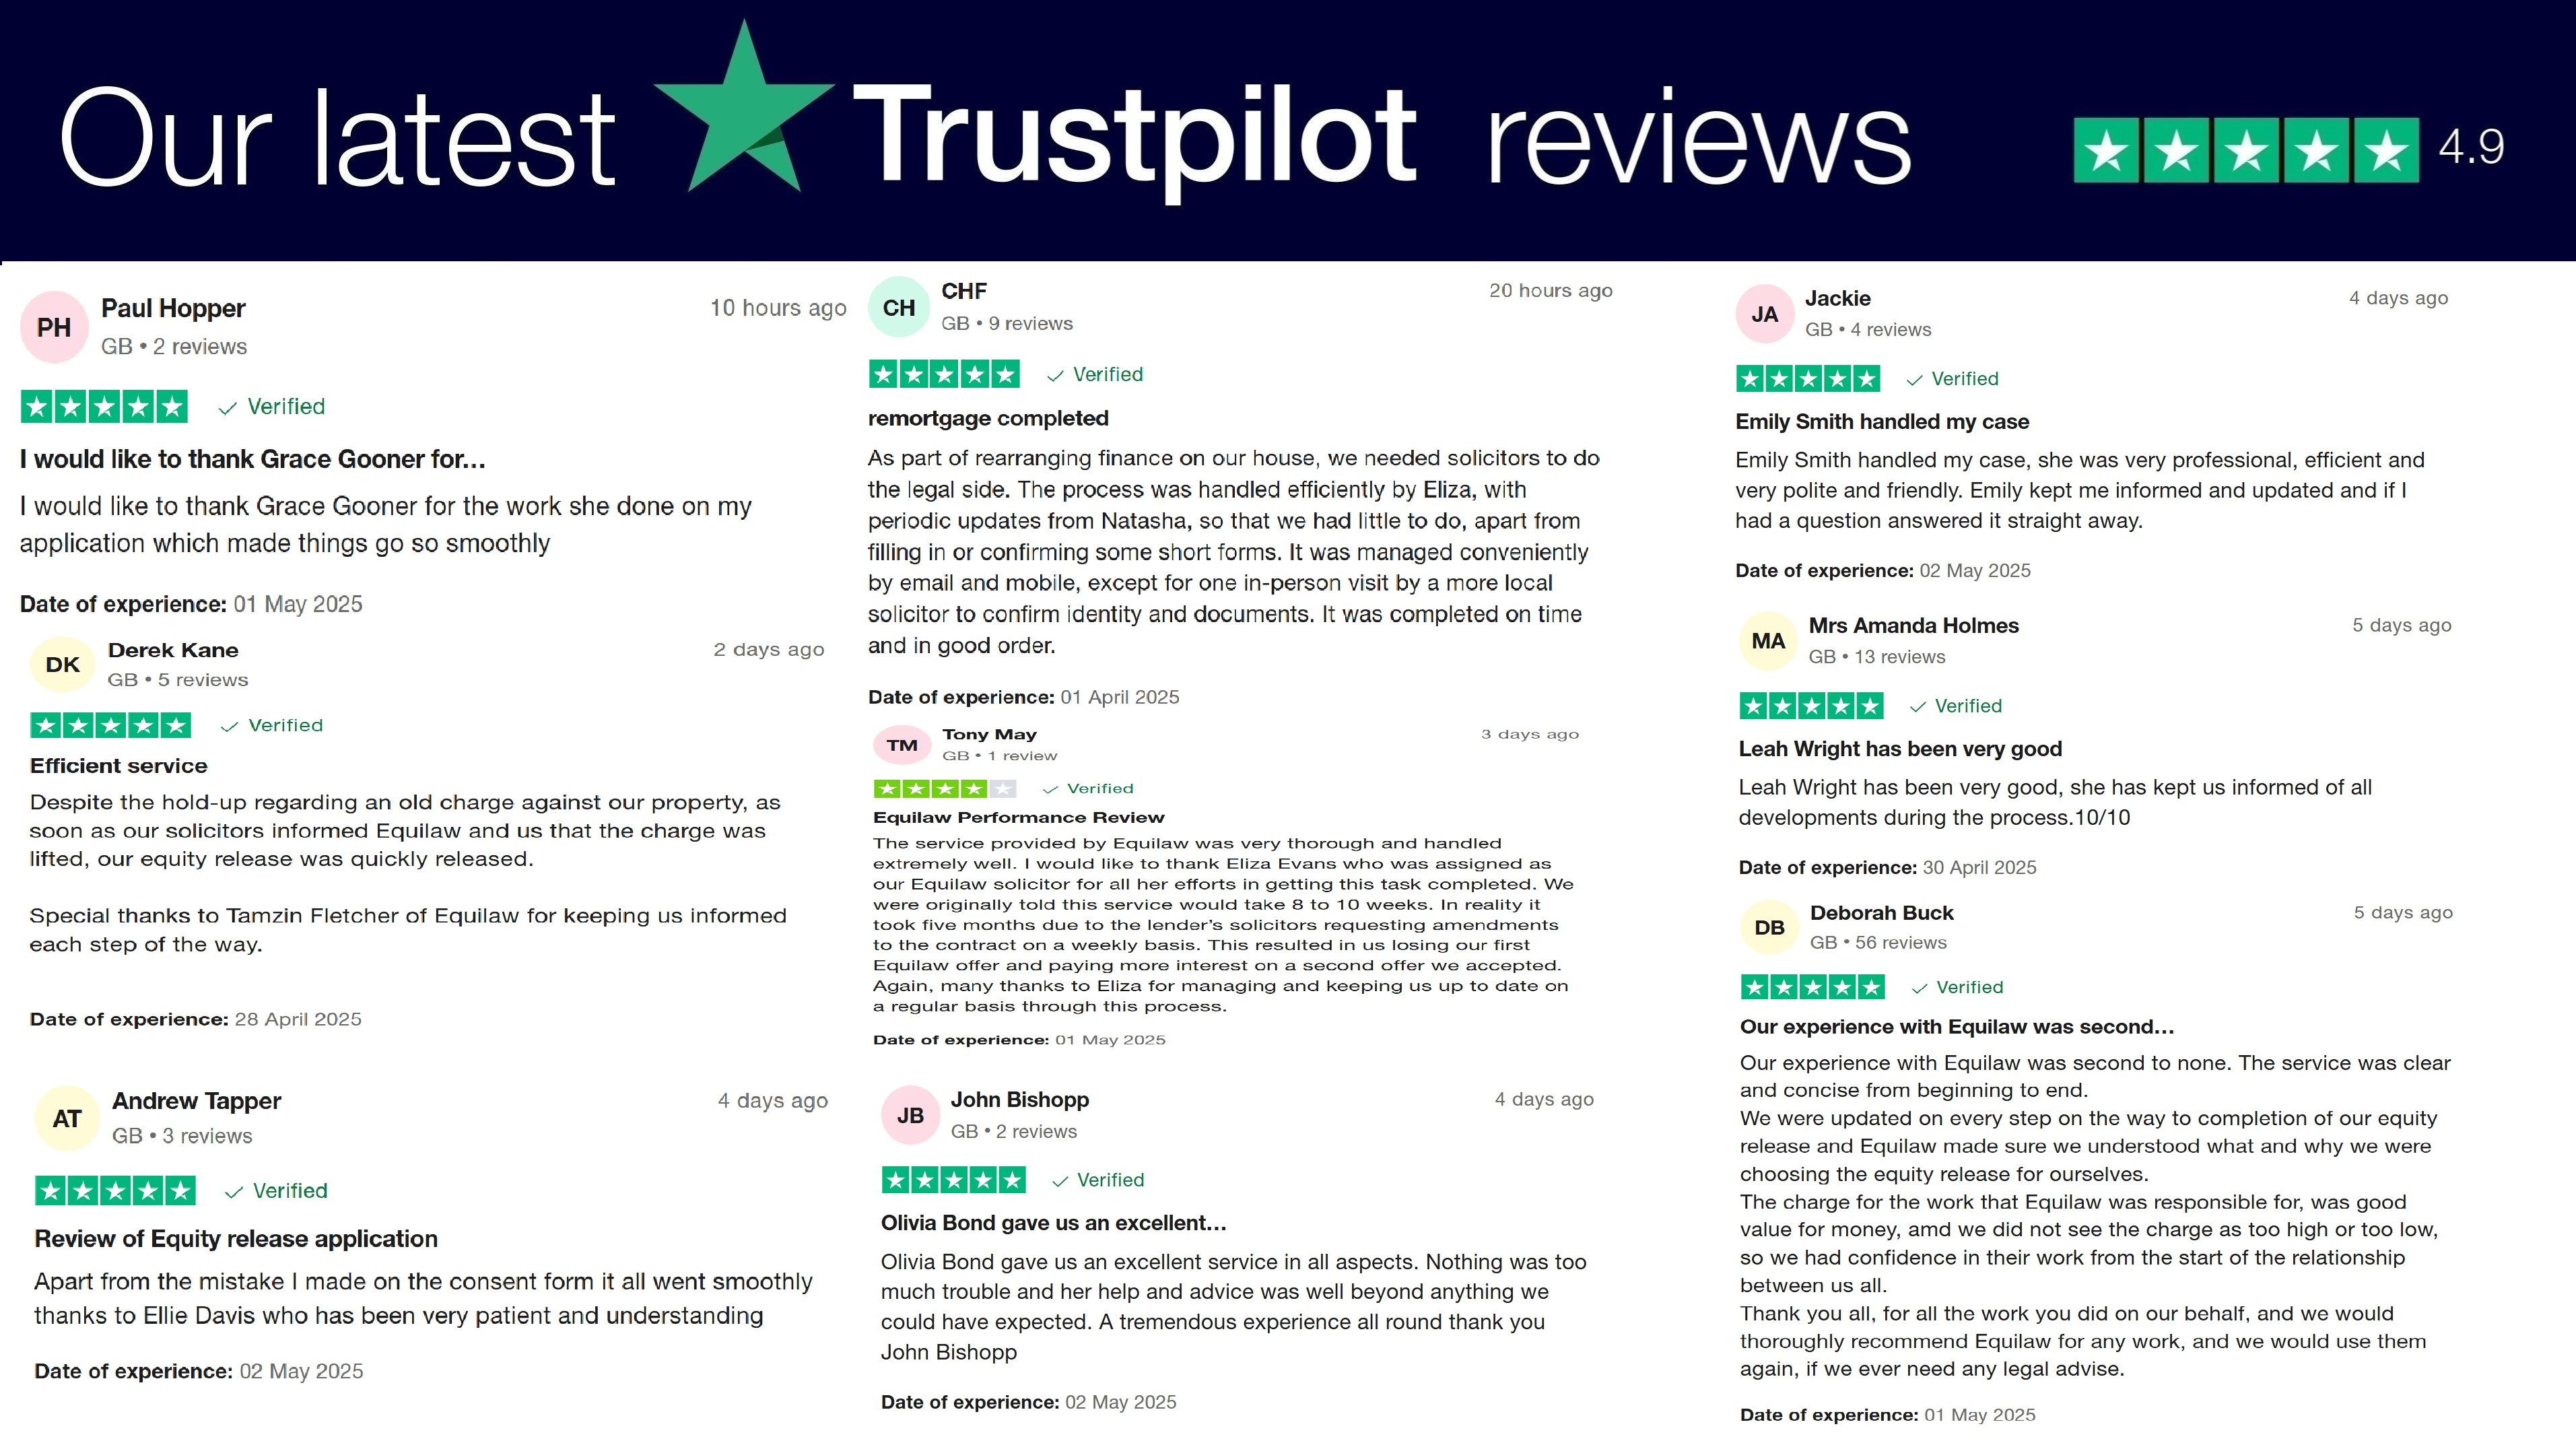 Our latest Trustpilot reviews 4.9
PH
Paul Hopper
10 hours ago
GB • 2 reviews
Verified
I would like to thank Grace Gooner for...
I would like to thank Grace Gooner for the work she done on my
application which made things go so smoothly
Date of experience: 01 May 2025
DK
Derek Kane
2 days ago
GB • 5 reviews
Verified
Efficient service
Despite the hold-up regarding an old charge against our property, as
soon as our solicitors informed Equilaw and us that the charge was
lifted, our equity release was quickly released.
Special thanks to Tamzin Fletcher of Equilaw for keeping us informed
each step of the way.
Date of experience: 28 April 2025
AT
Andrew Tapper
4 days ago
GB • 3 reviews
Verified
Review of Equity release application
Apart from the mistake I made on the consent form it all went smoothly
thanks to Ellie Davis who has been very patient and understanding
Date of experience: 02 May 2025
CH
CHF
20 hours ago
GB • 9 reviews
Verified
remortgage completed
As part of rearranging finance on our house, we needed solicitors to do
the legal side. The process was handled efficiently by Eliza, with
periodic updates from Natasha, so that we had little to do, apart from
filling in or confirming some short forms. It was managed conveniently
by email and mobile, except for one in-person visit by a more local
solicitor to confirm identity and documents. It was completed on time
and in good order.
Date of experience: 01 April 2025
TM
Tony May
3 days ago
GB • 1 review
Verified
Equilaw Performance Review
The service provided by Equilaw was very thorough and handled
extremely well. I would like to thank Eliza Evans who was assigned as
our Equilaw solicitor for all her efforts in getting this task completed. We
were originally told this service would take 8 to 10 weeks. In reality it
took five months due to the lender's solicitors requesting amendments
to the contract on a weekly basis. This resulted in us losing our first
Equilaw offer and paying more interest on a second offer we accepted.
Again, many thanks to Eliza for managing and keeping us up to date on
a regular basis through this process.
Date of experience: 01 May 2025
JB
John Bishopp
4 days ago
GB • 2 reviews
Verified
Olivia Bond gave us an excellent...
Olivia Bond gave us an excellent service in all aspects. Nothing was too
much trouble and her help and advice was well beyond anything we
could have expected. A tremendous experience all round thank you
John Bishopp
Date of experience: 02 May 2025
JA
Jackie
4 days ago
GB • 4 reviews
Verified
Emily Smith handled my case
Emily Smith handled my case, she was very professional, efficient and
very polite and friendly. Emily kept me informed and updated and if I
had a question answered it straight away.
Date of experience: 02 May 2025
MA
Mrs Amanda Holmes
5 days ago
GB • 13 reviews
Verified
Leah Wright has been very good
Leah Wright has been very good, she has kept us informed of all
developments during the process.10/10
Date of experience: 30 April 2025
DB
Deborah Buck
5 days ago
GB • 56 reviews
Verified
Our experience with Equilaw was second...
Our experience with Equilaw was second to none. The service was clear
and concise from beginning to end.
We were updated on every step on the way to completion of our equity
release and Equilaw made sure we understood what and why we were
choosing the equity release for ourselves.
The charge for the work that Equilaw was responsible for, was good
value for money, amd we did not see the charge as too high or too low,
so we had confidence in their work from the start of the relationship
between us all.
Thank you all, for all the work you did on our behalf, and we would
thoroughly recommend Equilaw for any work, and we would use them
again, if we ever need any legal advise.
Date of experience: 01 May 2025